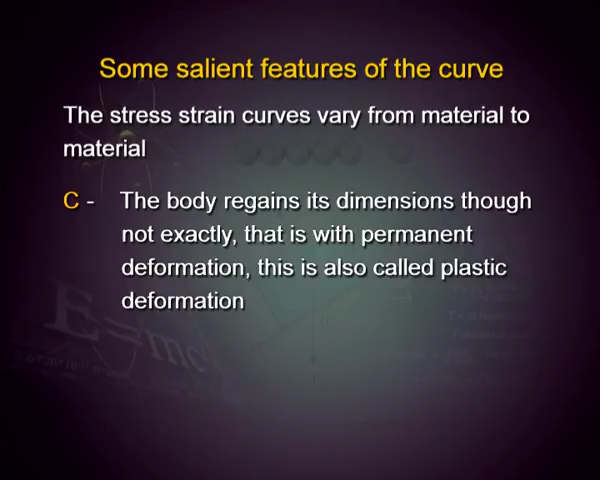 Some salient features of the curve
The stress strain curves vary from material to
material
C - The body regains its dimensions though
not exactly, that is with permanent
deformation, this is also called plastic
deformation
E=mc